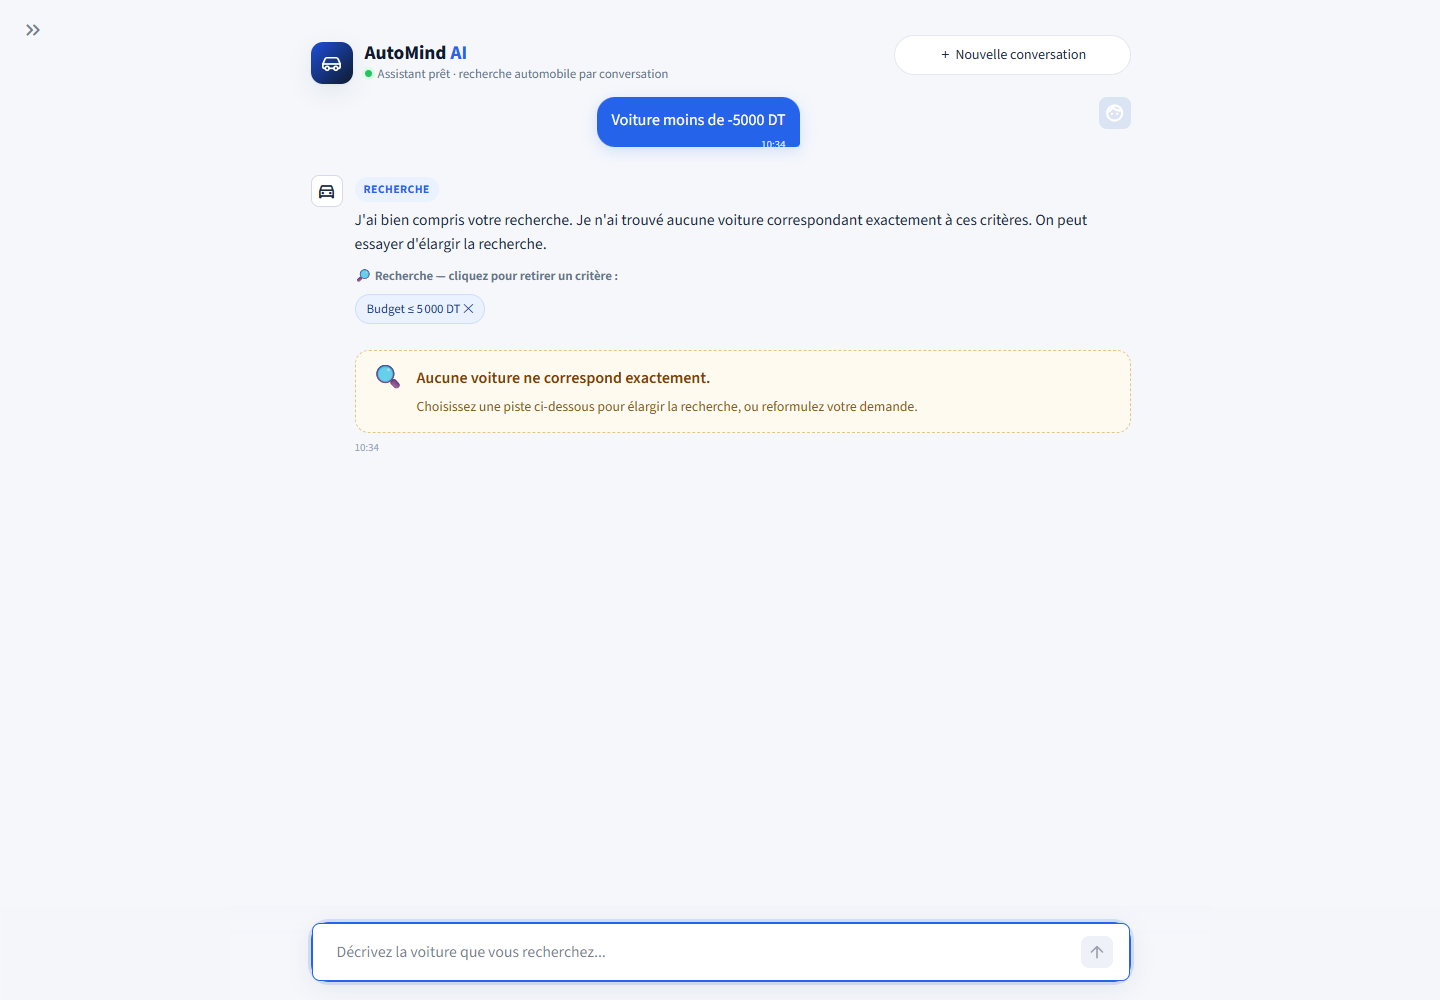 AutoMind AI
Assistant prêt · recherche automobile par conversation
+ Nouvelle conversation
Voiture moins de -5000 DT
10:34
RECHERCHE
J'ai bien compris votre recherche. Je n'ai trouvé aucune voiture correspondant exactement à ces critères. On peut
essayer d'élargir la recherche.
🔎 Recherche — cliquez pour retirer un critère :
Budget ≤ 5 000 DT ✕
Aucune voiture ne correspond exactement.
Choisissez une piste ci-dessous pour élargir la recherche, ou reformulez votre demande.
10:34
Décrivez la voiture que vous recherchez...